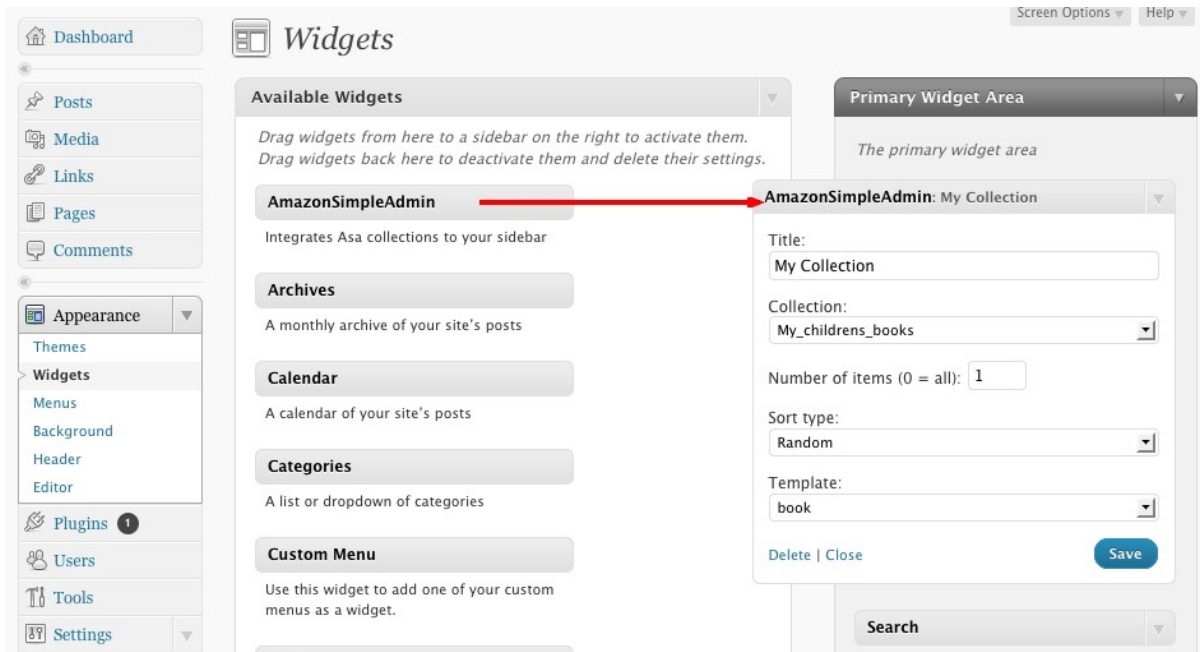 Screen Options
Help
Dashboard
Posts
Media
Links
Pages
Comments
Appearance
Themes
Widgets
Menus
Background
Header
Editor
Plugins 1
Users
Tools
Settings
Widgets
Available Widgets
Drag widgets from here to a sidebar on the right to activate them.
Drag widgets back here to deactivate them and delete their settings.
AmazonSimpleAdmin
Integrates Asa collections to your sidebar
Archives
A monthly archive of your site's posts
Calendar
A calendar of your site's posts
Categories
A list or dropdown of categories
Custom Menu
Use this widget to add one of your custom
menus as a widget.
Primary Widget Area
The primary widget area
AmazonSimpleAdmin: My Collection
Title:
My Collection
Collection:
My_childrens_books
Number of items (0 = all): 1
Sort type:
Random
Template:
book
Delete | Close
Save
Search